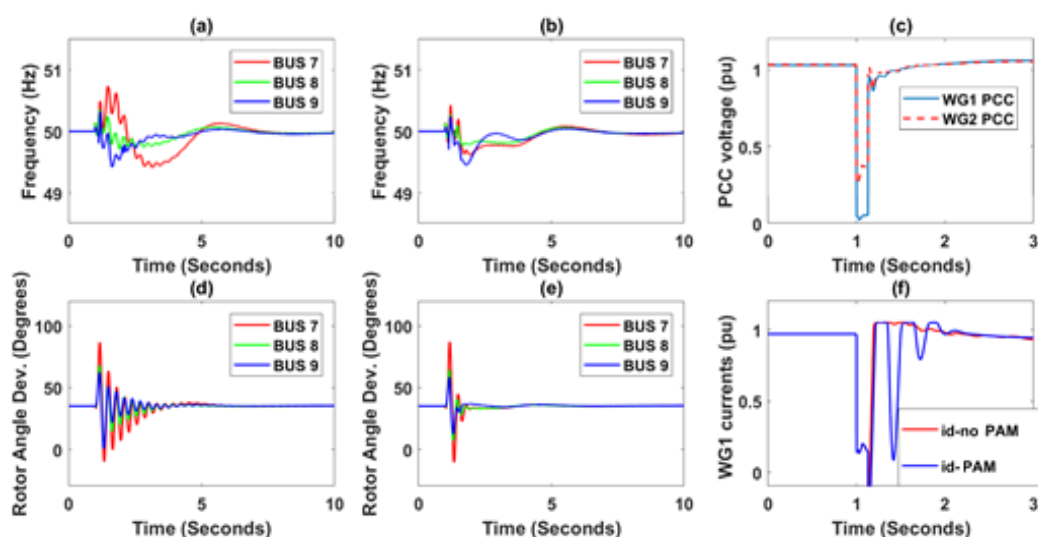 (a)
Frequency (Hz)
51
50
49
0
5
10
Time (Seconds)
BUS 7
BUS 8
BUS 9
(b)
Frequency (Hz)
51
50
49
0
5
10
Time (Seconds)
BUS 7
BUS 8
BUS 9
(c)
PCC voltage (pu)
1
0.5
0
0
1
2
3
Time (Seconds)
WG1 PCC
WG2 PCC
(d)
Rotor Angle Dev. (Degrees)
100
50
0
0
5
10
Time (Seconds)
BUS 7
BUS 8
BUS 9
(e)
Rotor Angle Dev. (Degrees)
100
50
0
0
5
10
Time (Seconds)
BUS 7
BUS 8
BUS 9
(f)
WG1 currents (pu)
1
0.5
0
0
1
2
3
Time (Seconds)
id-no PAM
id- PAM